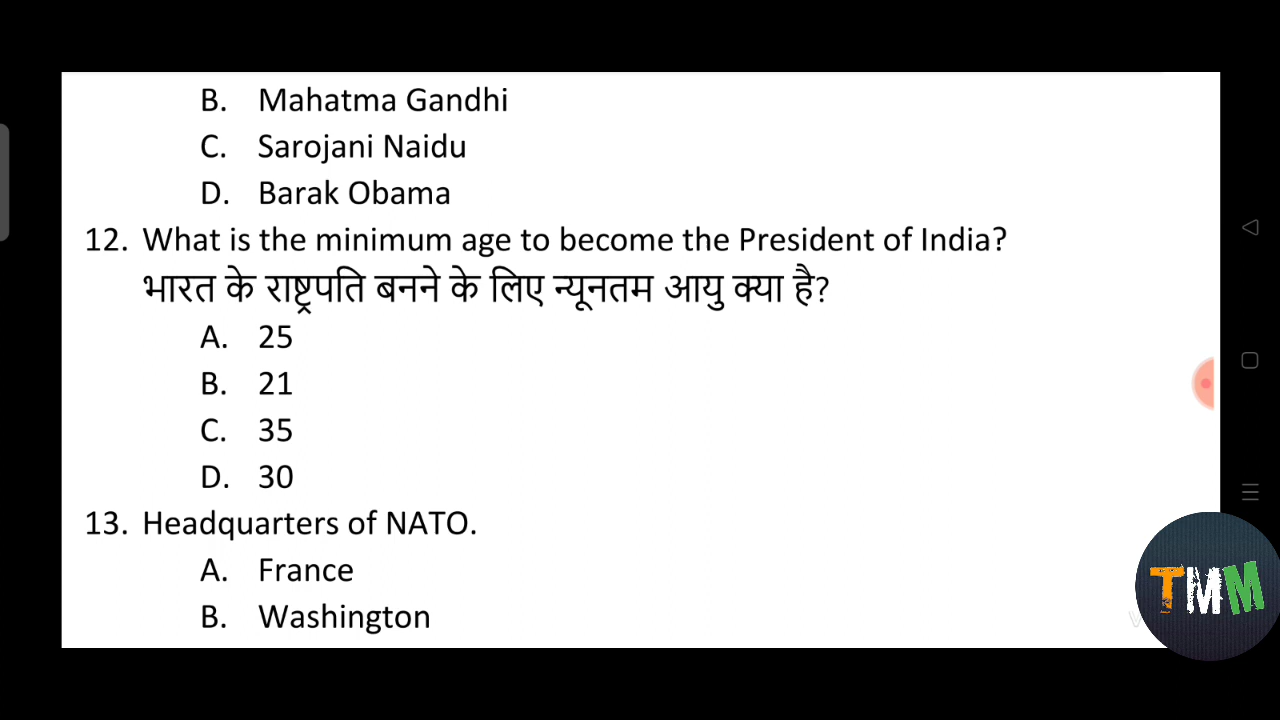 B. Mahatma Gandhi
C. Sarojani Naidu
D. Barak Obama
12. What is the minimum age to become the President of India?
भारत के राष्ट्रपति बनने के लिए न्यूनतम आयु क्या है?
A. 25
B. 21
C. 35
D. 30
13. Headquarters of NATO.
A. France
B. Washington
TMM